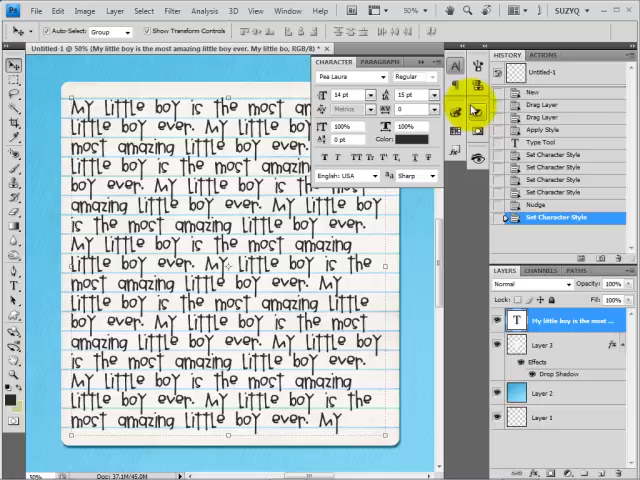 Ps File Edit Image Layer Select Filter Analysis 3D View Window Help 50% SUZYQ
Auto-Select: Group Show Transform Controls
Untitled-1 @ 50% (My little boy is the most amazing little boy ever. My little bo, RGB/8) *
CHARACTER PARAGRAPH
Pea Laura Regular
14 pt 15 pt
Metrics 0
100% 100%
0 pt Color:
English: USA Sharp
HISTORY ACTIONS
Untitled-1
New
Drag Layer
Drag Layer
Apply Style
Type Tool
Set Character Style
Set Character Style
Set Character Style
Set Character Style
Nudge
Set Character Style
LAYERS CHANNELS PATHS
Normal Opacity: 100%
Lock: Fill: 100%
My little boy is the most ...
Layer 3 fx
Effects
Drop Shadow
Layer 2
Layer 1
My little boy is the most am
little boy ever. My little
most amazing little boy ever.
little boy is the most
boy ever. My little boy is the
amazing little boy ever. My little boy
is the most amazing little boy ever.
My little boy is the most amazing
little boy ever. My little boy is the
most amazing little boy ever. My
little boy is the most amazing little
boy ever. My little boy is the most
amazing little boy ever. My little boy
is the most amazing little boy ever.
My little boy is the most amazing
little boy ever. My little boy is the
most amazing little boy ever. My
50% Doc: 37.1M/45.0M